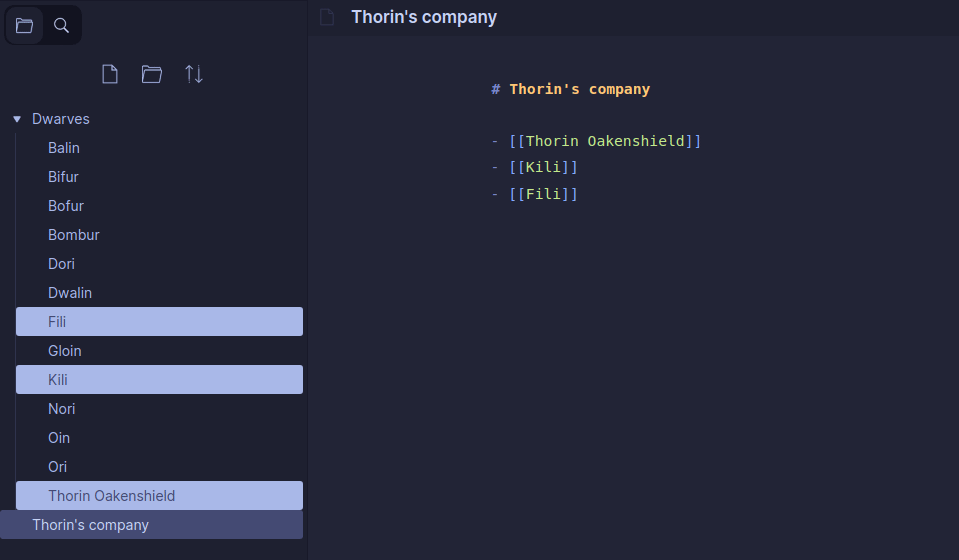 Thorin's company
Dwarves
Balin
Bifur
Bofur
Bombur
Dori
Dwalin
Fili
Gloin
Kili
Nori
Oin
Ori
Thorin Oakenshield
Thorin's company
# Thorin's company
- [[Thorin Oakenshield]]
- [[Kili]]
- [[Fili]]